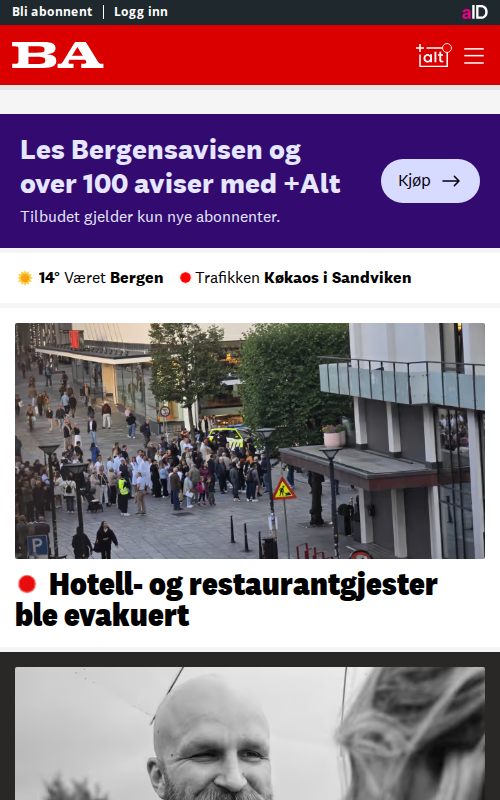 Bli abonnent | Logg inn
aID
BA
+alt
Les Bergensavisen og
over 100 aviser med +Alt
Tilbudet gjelder kun nye abonnenter.
Kjøp →
14° Været Bergen
Trafikken Køkaos i Sandviken
P
Hotell- og restaurantgjester
ble evakuert